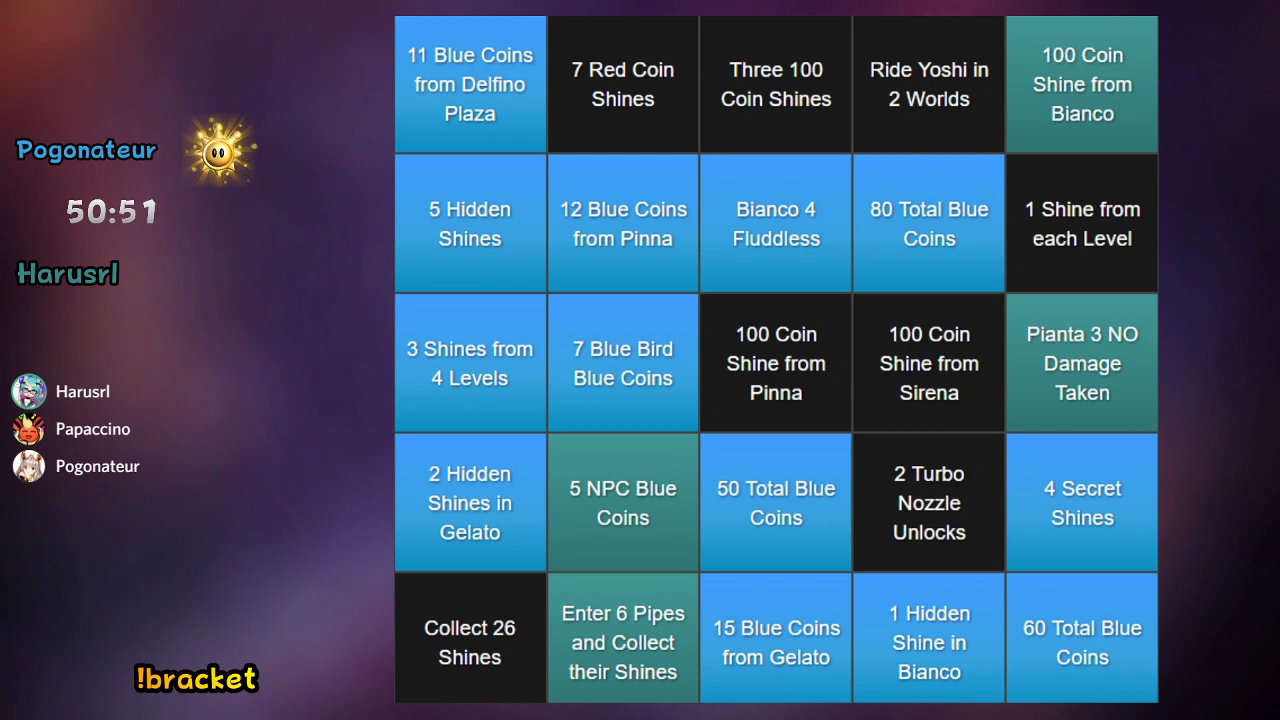 Pogonateur
50:51
Harusrl
Harusrl
Papaccino
Pogonateur
!bracket
11 Blue Coins
from Delfino
Plaza
7 Red Coin
Shines
Three 100
Coin Shines
Ride Yoshi in
2 Worlds
100 Coin
Shine from
Bianco
5 Hidden
Shines
12 Blue Coins
from Pinna
Bianco 4
Fluddless
80 Total Blue
Coins
1 Shine from
each Level
3 Shines from
4 Levels
7 Blue Bird
Blue Coins
100 Coin
Shine from
Pinna
100 Coin
Shine from
Sirena
Pianta 3 NO
Damage
Taken
2 Hidden
Shines in
Gelato
5 NPC Blue
Coins
50 Total Blue
Coins
2 Turbo
Nozzle
Unlocks
4 Secret
Shines
Collect 26
Shines
Enter 6 Pipes
and Collect
their Shines
15 Blue Coins
from Gelato
1 Hidden
Shine in
Bianco
60 Total Blue
Coins